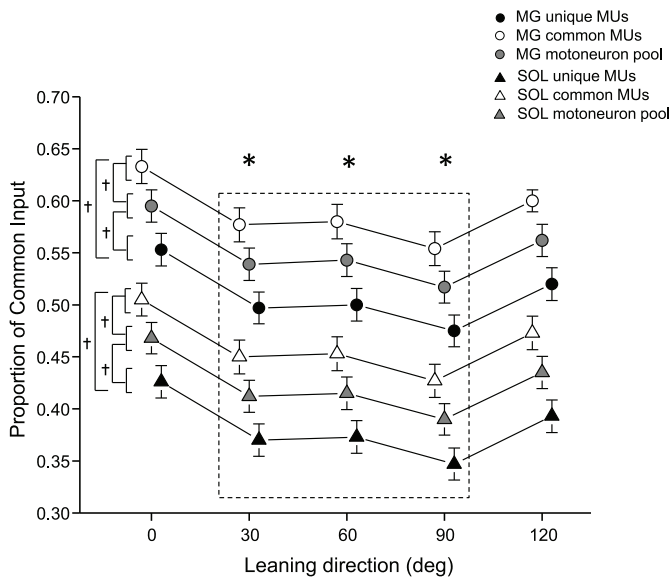 MG unique MUs
MG common MUs
MG motoneuron pool
SOL unique MUs
SOL common MUs
SOL motoneuron pool
0.70
0.65
0.60
0.55
0.50
0.45
0.40
0.35
0.30
Proportion of Common Input
* * *
†
†
†
†
†
†
0 30 60 90 120
Leaning direction (deg)